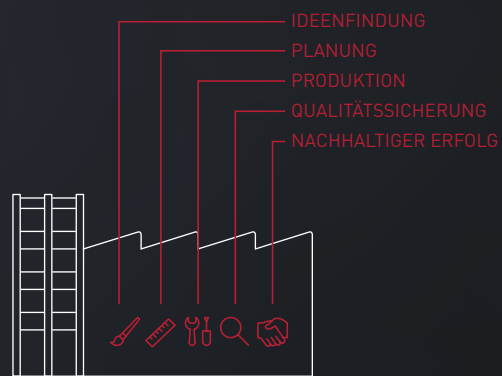 IDEENFINDUNG
PLANUNG
PRODUKTION
QUALITÄTSSICHERUNG
NACHHALTIGER ERFOLG